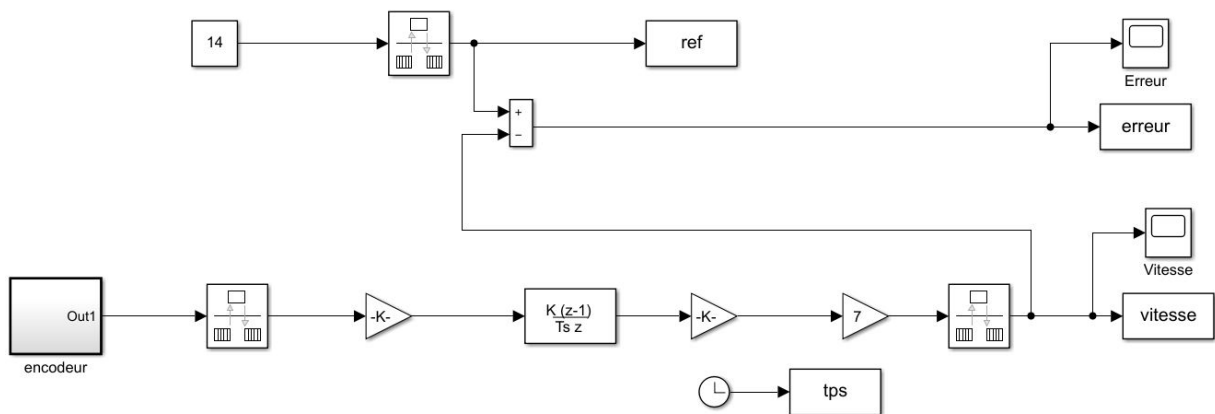 14
ref
+
−
Erreur
erreur
Vitesse
Out1
encodeur
-K-
K (z-1)
Ts z
-K-
7
vitesse
tps